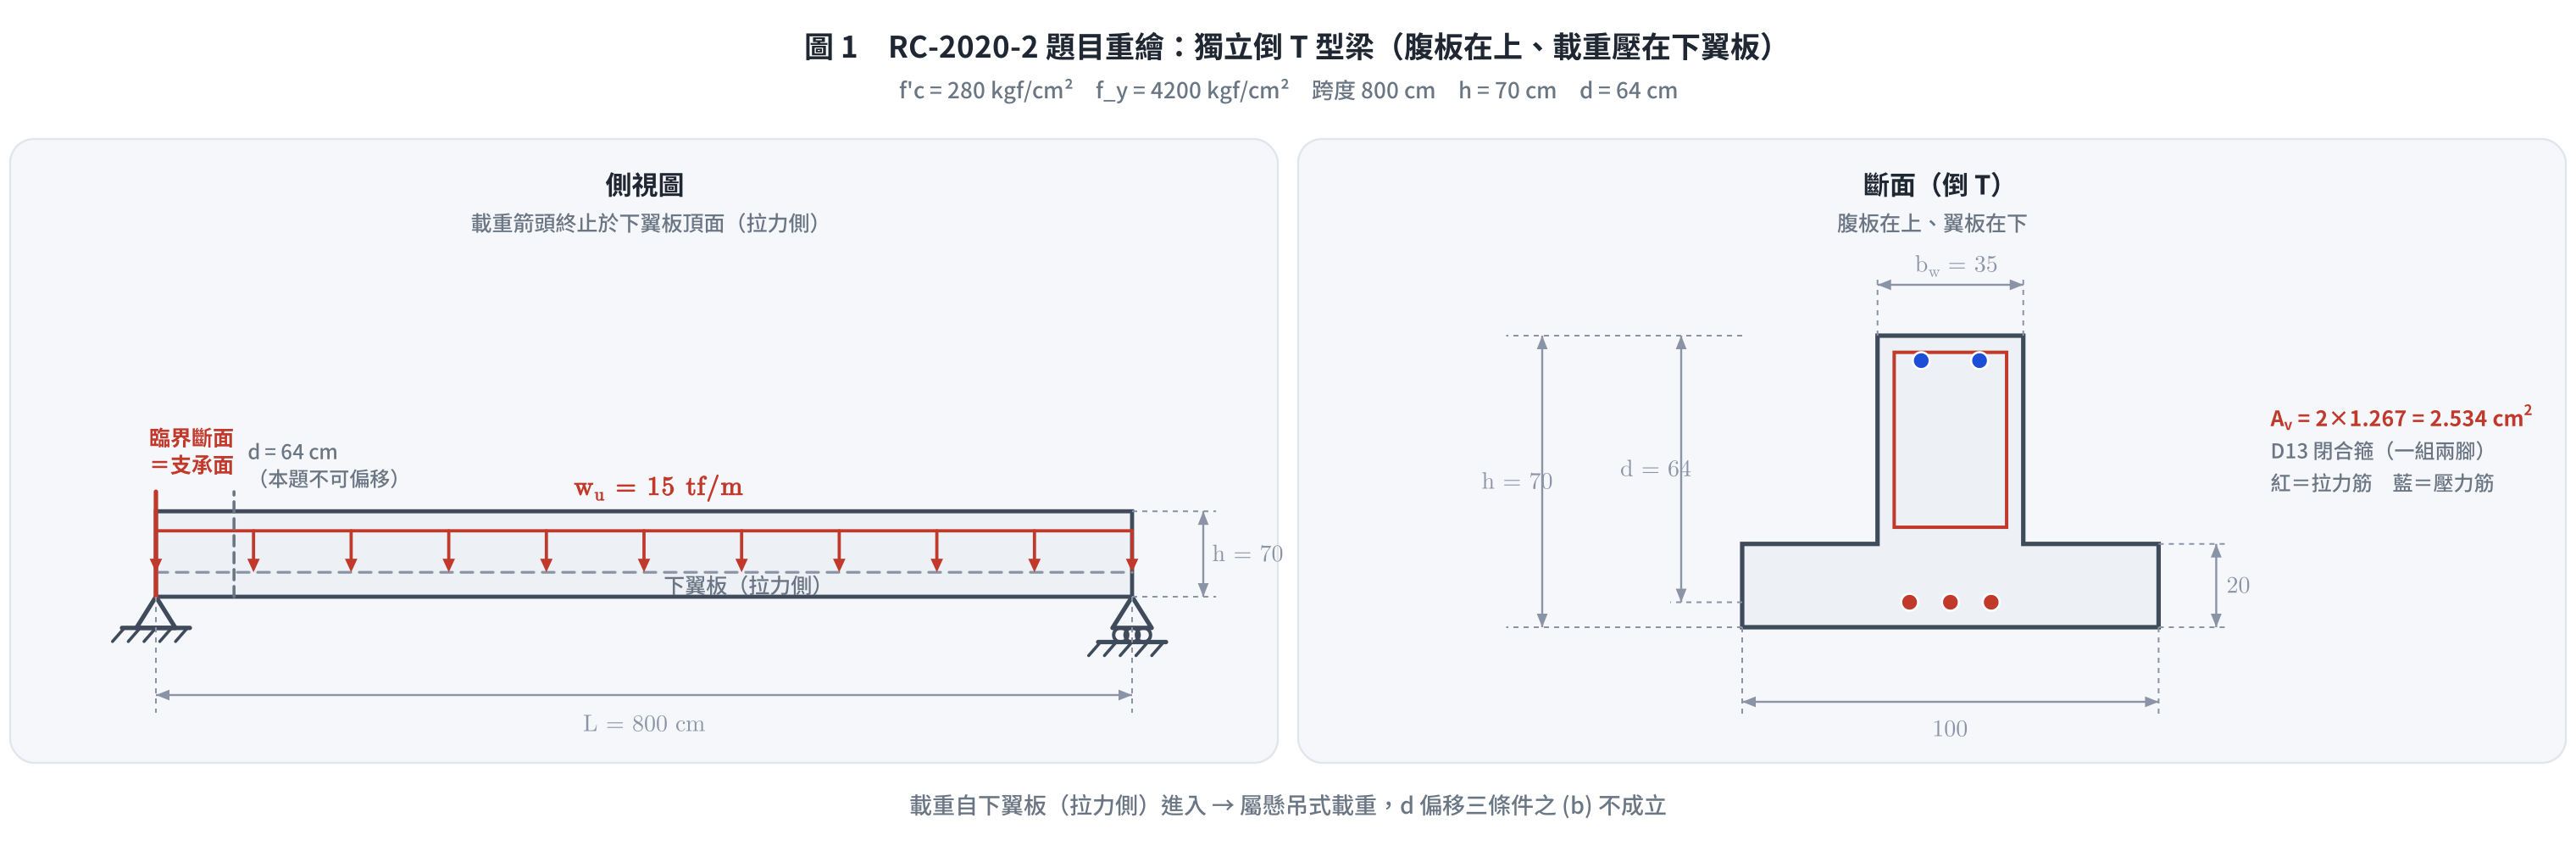 圖 1　RC-2020-2 題目重繪：獨立倒 T 型梁（腹板在上、載重壓在下翼板）
f'c = 280 kgf/cm²　f_y = 4200 kgf/cm²　跨度 800 cm　h = 70 cm　d = 64 cm
側視圖
載重箭頭終止於下翼板頂面（拉力側）
臨界斷面
＝支承面
d = 64 cm
（本題不可偏移）
w_u = 15 tf/m
下翼板（拉力側）
h = 70
L = 800 cm
斷面（倒 T）
腹板在上、翼板在下
b_w = 35
h = 70
d = 64
20
100
A_v = 2×1.267 = 2.534 cm²
D13 閉合箍（一組兩腳）
紅＝拉力筋　藍＝壓力筋
載重自下翼板（拉力側）進入 → 屬懸吊式載重，d 偏移三條件之 (b) 不成立